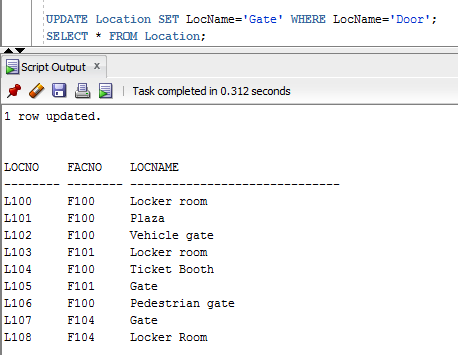 UPDATE Location SET LocName='Gate' WHERE LocName='Door';
SELECT * FROM Location;
Script Output x
Task completed in 0.312 seconds
1 row updated.
LOCNO FACNO LOCNAME
-------- -------- ------------------------------
L100 F100 Locker room
L101 F100 Plaza
L102 F100 Vehicle gate
L103 F101 Locker room
L104 F100 Ticket Booth
L105 F101 Gate
L106 F100 Pedestrian gate
L107 F104 Gate
L108 F104 Locker Room